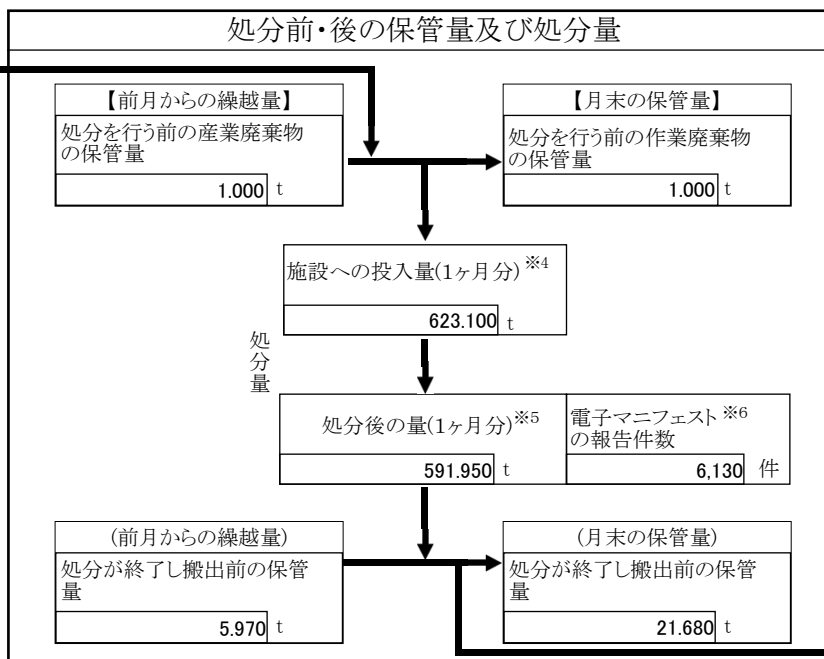 処分前・後の保管量及び処分量
【前月からの繰越量】
処分を行う前の産業廃棄物
の保管量
1.000 t
【月末の保管量】
処分を行う前の作業廃棄物
の保管量
1.000 t
施設への投入量(1ヶ月分)※4
623.100 t
処分量
処分後の量(1ヶ月分)※5
591.950 t
電子マニフェスト※6
の報告件数
6,130 件
(前月からの繰越量)
処分が終了し搬出前の保管
量
5.970 t
(月末の保管量)
処分が終了し搬出前の保管
量
21.680 t